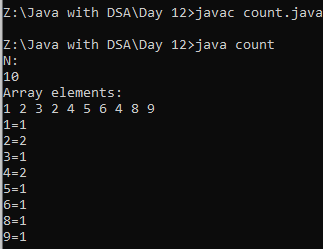 Z:\Java with DSA\Day 12>javac count.java
Z:\Java with DSA\Day 12>java count
N:
10
Array elements:
1 2 3 2 4 5 6 4 8 9
1=1
2=2
3=1
4=2
5=1
6=1
8=1
9=1